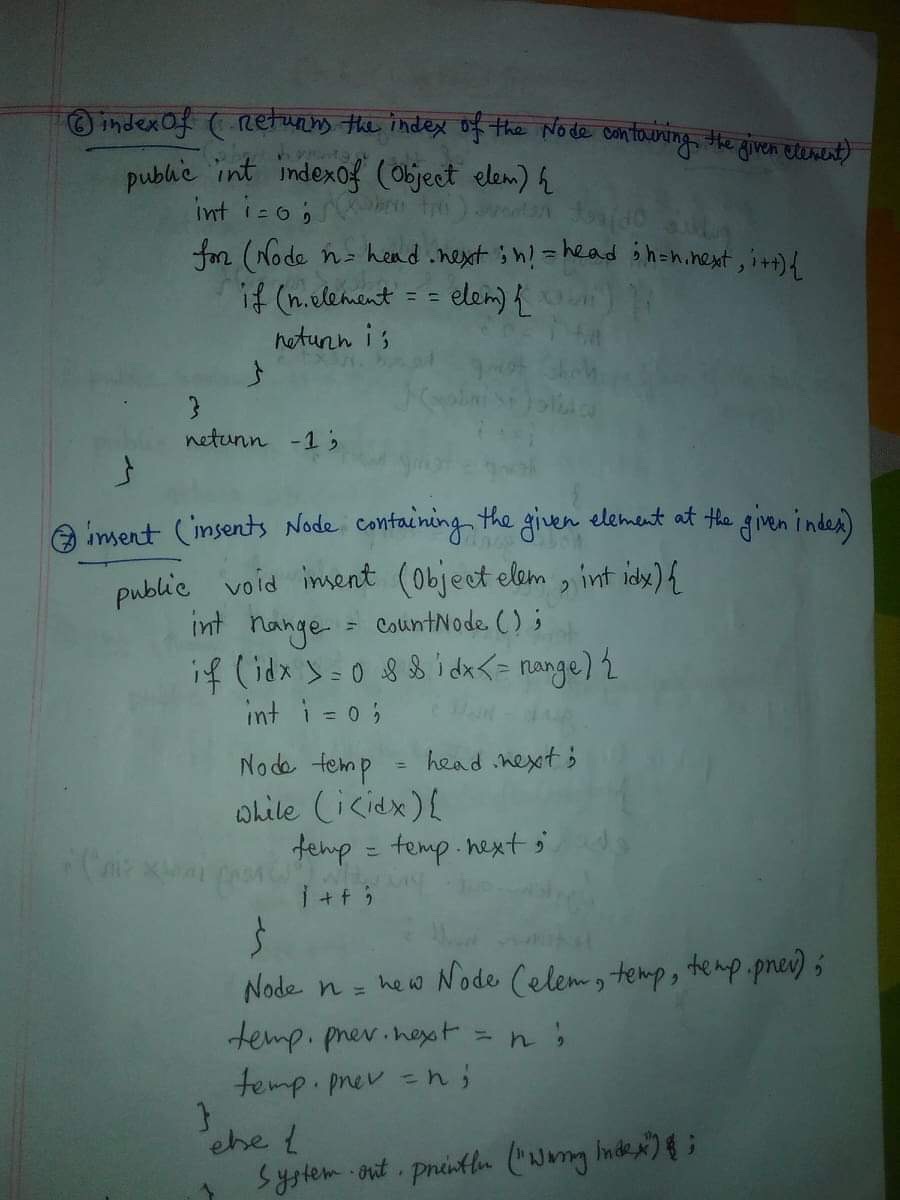 ⑥ indexOf ( returns the index of the Node containing the given element)
public int indexOf (Object elem) {
int i = 0 ;
for (Node n = head .next ; n! = head ; n=n.next , i++) {
if (n.element = = elem) {
return i ;
}
}
return -1 ;
}
⑦ insert (inserts Node containing the given element at the given index)
public void insert (Object elem , int idx) {
int range = countNode () ;
if (idx > = 0 && idx <= range) {
int i = 0 ;
Node temp = head .next ;
while (i<idx) {
temp = temp.next ;
i ++ ;
}
Node n = new Node (elem, temp, temp.prev) ;
temp. prev.next = n ;
temp. prev = n ;
}
else {
System.out.println ("Wrong Index") ;
}